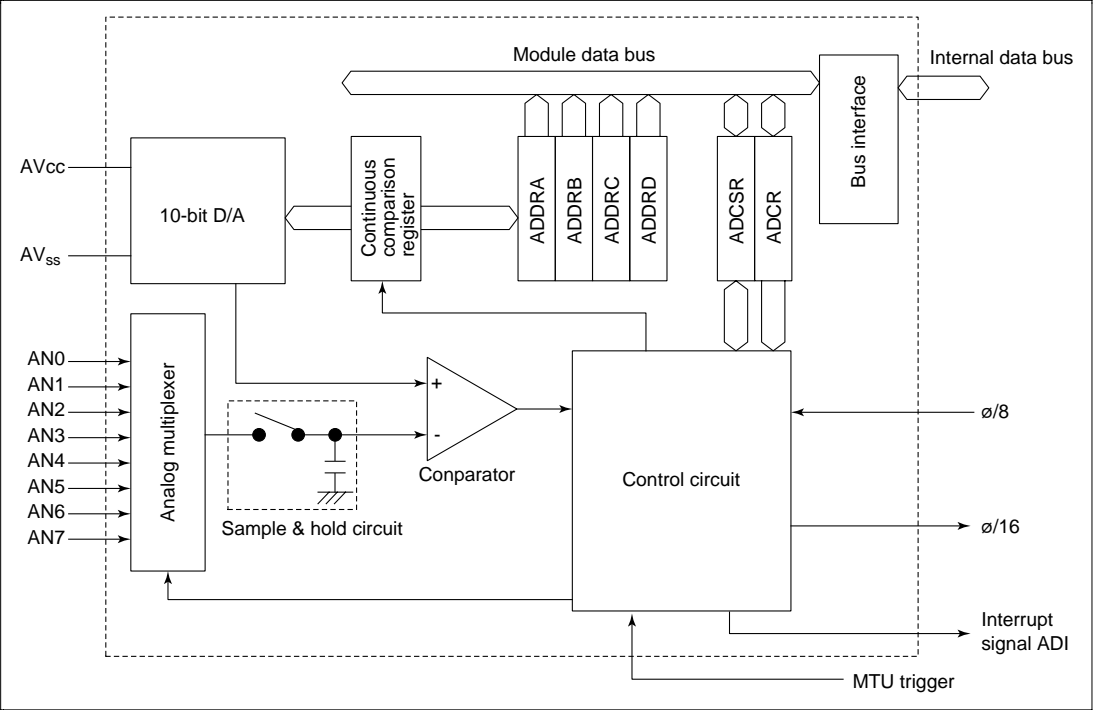 Module data bus
Internal data bus
Bus interface
AVcc
AVss
10-bit D/A
Continuous
comparison
register
ADDRA
ADDRB
ADDRC
ADDRD
ADCSR
ADCR
AN0
AN1
AN2
AN3
AN4
AN5
AN6
AN7
Analog multiplexer
+
-
Conparator
Sample & hold circuit
Control circuit
ø/8
ø/16
Interrupt
signal ADI
MTU trigger